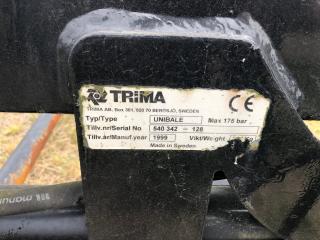 TRIMA
TRIMA AB, Box 301, 820 70 BERGSJÖ, SWEDEN
Typ/Type UNIBALE Max 175 bar
Tillv.nr/Serial No 540 342 - 128
Tillv.år/Manuf.year 1999 Vikt/Weight
Made in Sweden